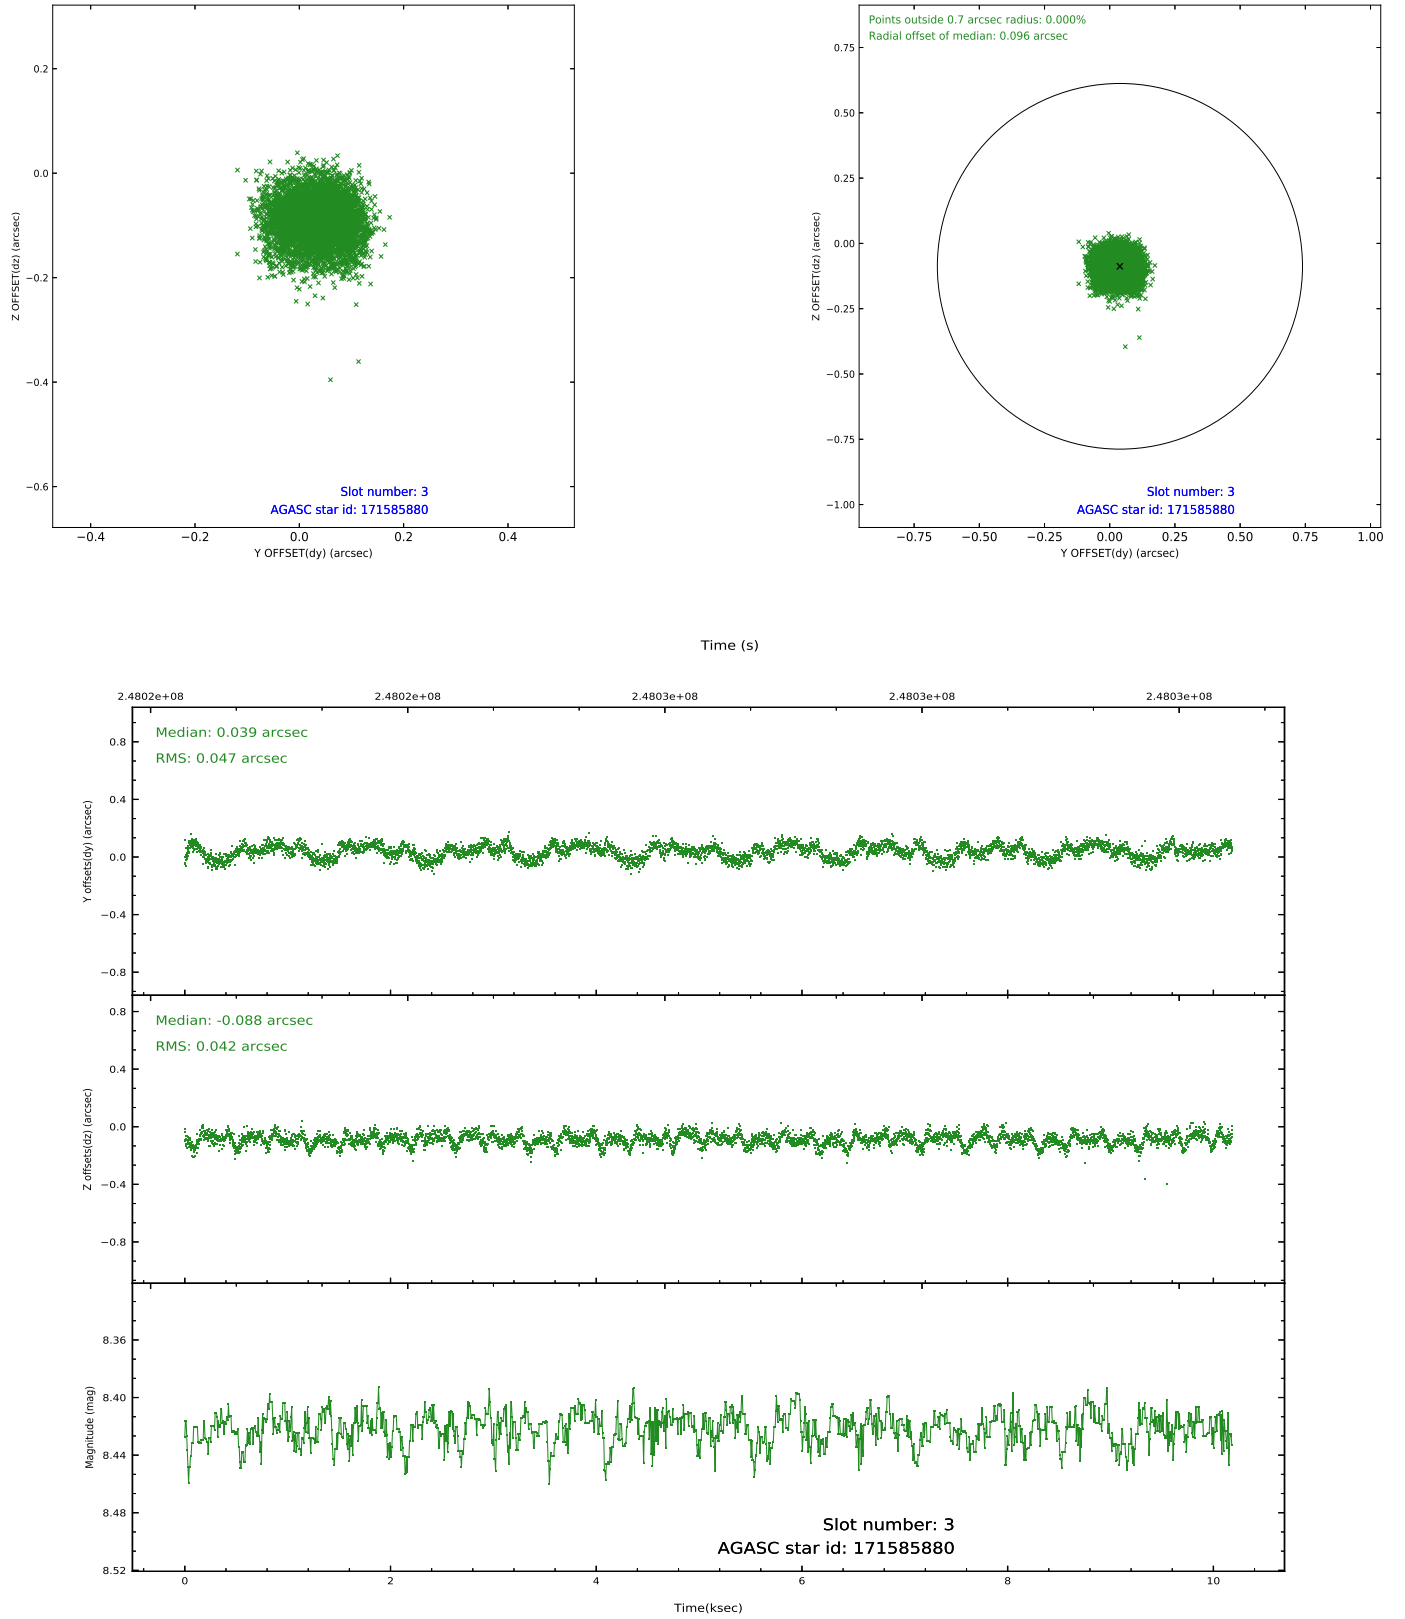 0.2
0.0
−0.2
−0.4
−0.6
Z OFFSET(dz) (arcsec)
Slot number: 3
AGASC star id: 171585880
−0.4 −0.2 0.0 0.2 0.4
Y OFFSET(dy) (arcsec)
Points outside 0.7 arcsec radius: 0.000%
Radial offset of median: 0.096 arcsec
0.75
0.50
0.25
0.00
−0.25
−0.50
−0.75
−1.00
Z OFFSET(dz) (arcsec)
Slot number: 3
AGASC star id: 171585880
−0.75 −0.50 −0.25 0.00 0.25 0.50 0.75 1.00
Y OFFSET(dy) (arcsec)
Time (s)
2.4802e+08 2.4802e+08 2.4803e+08 2.4803e+08 2.4803e+08
Median: 0.039 arcsec
RMS: 0.047 arcsec
0.8
0.4
0.0
−0.4
−0.8
Y offsets(dy) (arcsec)
Median: -0.088 arcsec
RMS: 0.042 arcsec
0.8
0.4
0.0
−0.4
−0.8
Z offsets(dz) (arcsec)
8.36
8.40
8.44
8.48
8.52
Magnitude (mag)
Slot number: 3
AGASC star id: 171585880
0 2 4 6 8 10
Time(ksec)